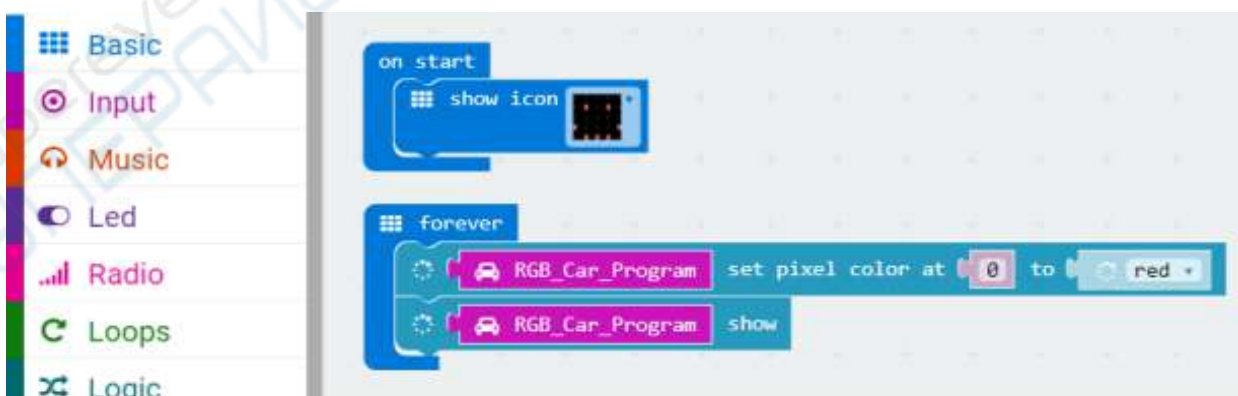 Basic
Input
Music
Led
Radio
Loops
Logic
on start
show icon
forever
RGB_Car_Program set pixel color at 0 to red
RGB_Car_Program show